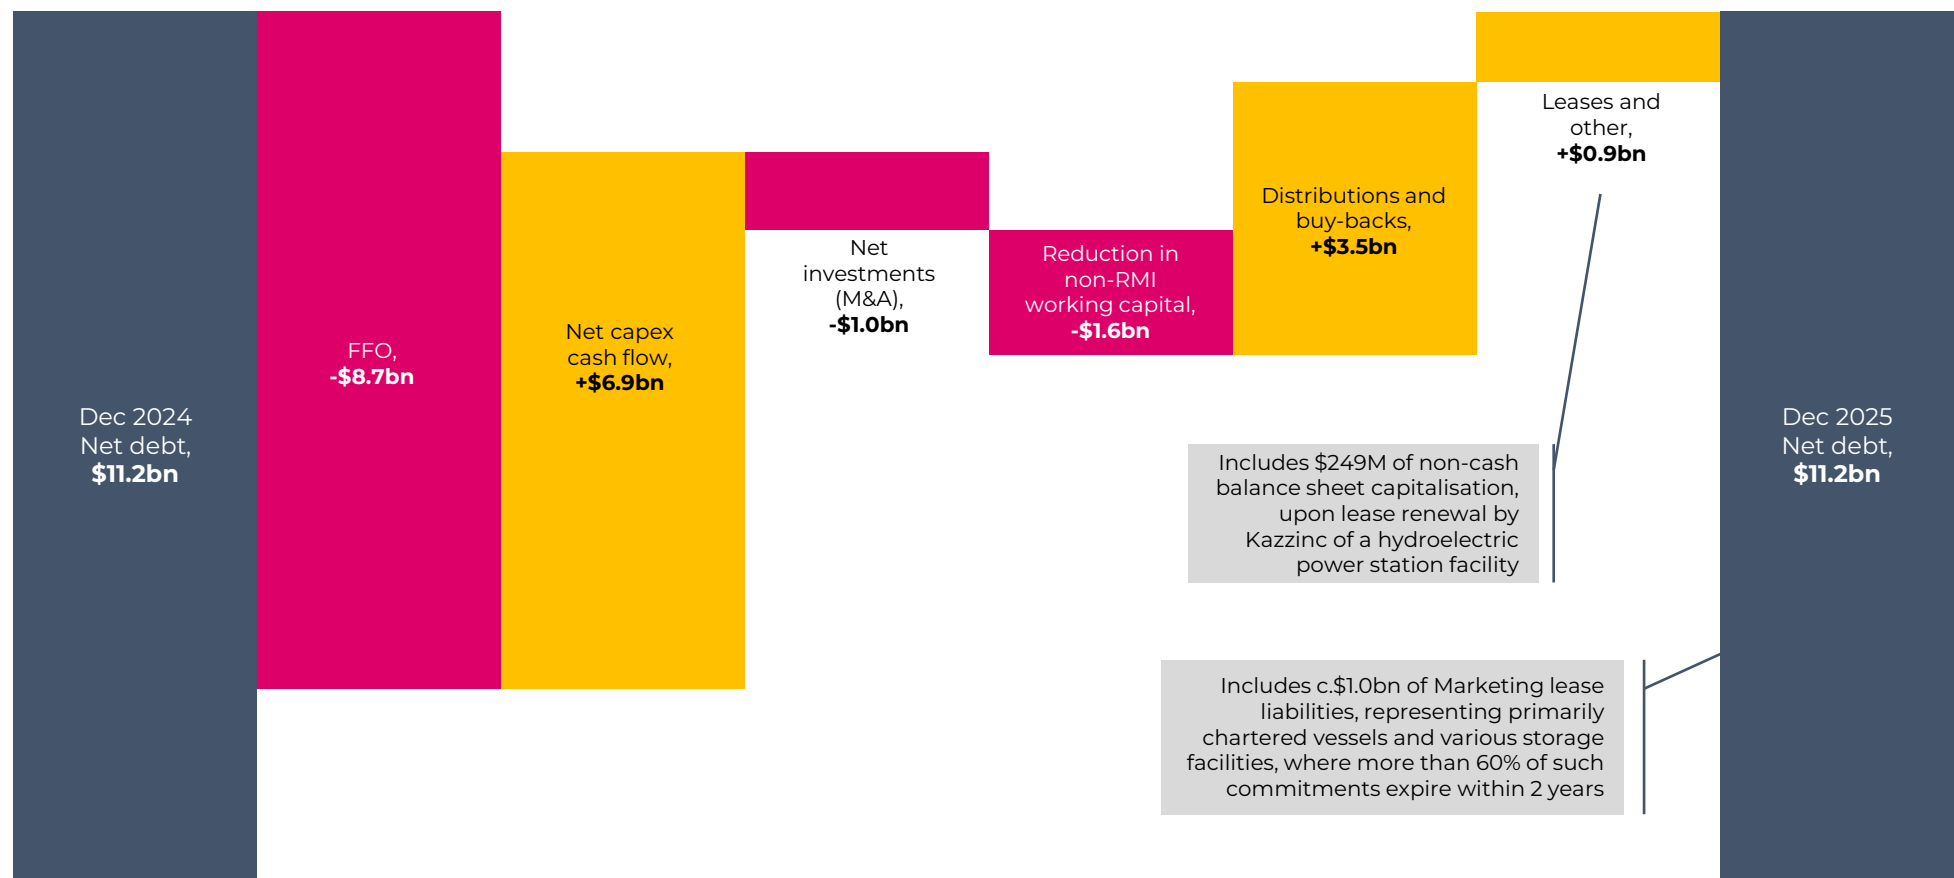 Dec 2024
Net debt,
$11.2bn
FFO,
-$8.7bn
Net capex
cash flow,
+$6.9bn
Net
investments
(M&A),
-$1.0bn
Reduction in
non-RMI
working capital,
-$1.6bn
Distributions and
buy-backs,
+$3.5bn
Leases and
other,
+$0.9bn
Includes $249M of non-cash
balance sheet capitalisation,
upon lease renewal by
Kazzinc of a hydroelectric
power station facility
Includes c.$1.0bn of Marketing lease
liabilities, representing primarily
chartered vessels and various storage
facilities, where more than 60% of such
commitments expire within 2 years
Dec 2025
Net debt,
$11.2bn